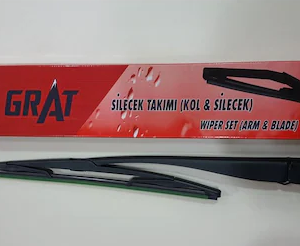 GRAT
SİLECEK TAKIMI (KOL & SİLECEK)
WIPER SET (ARM & BLADE)